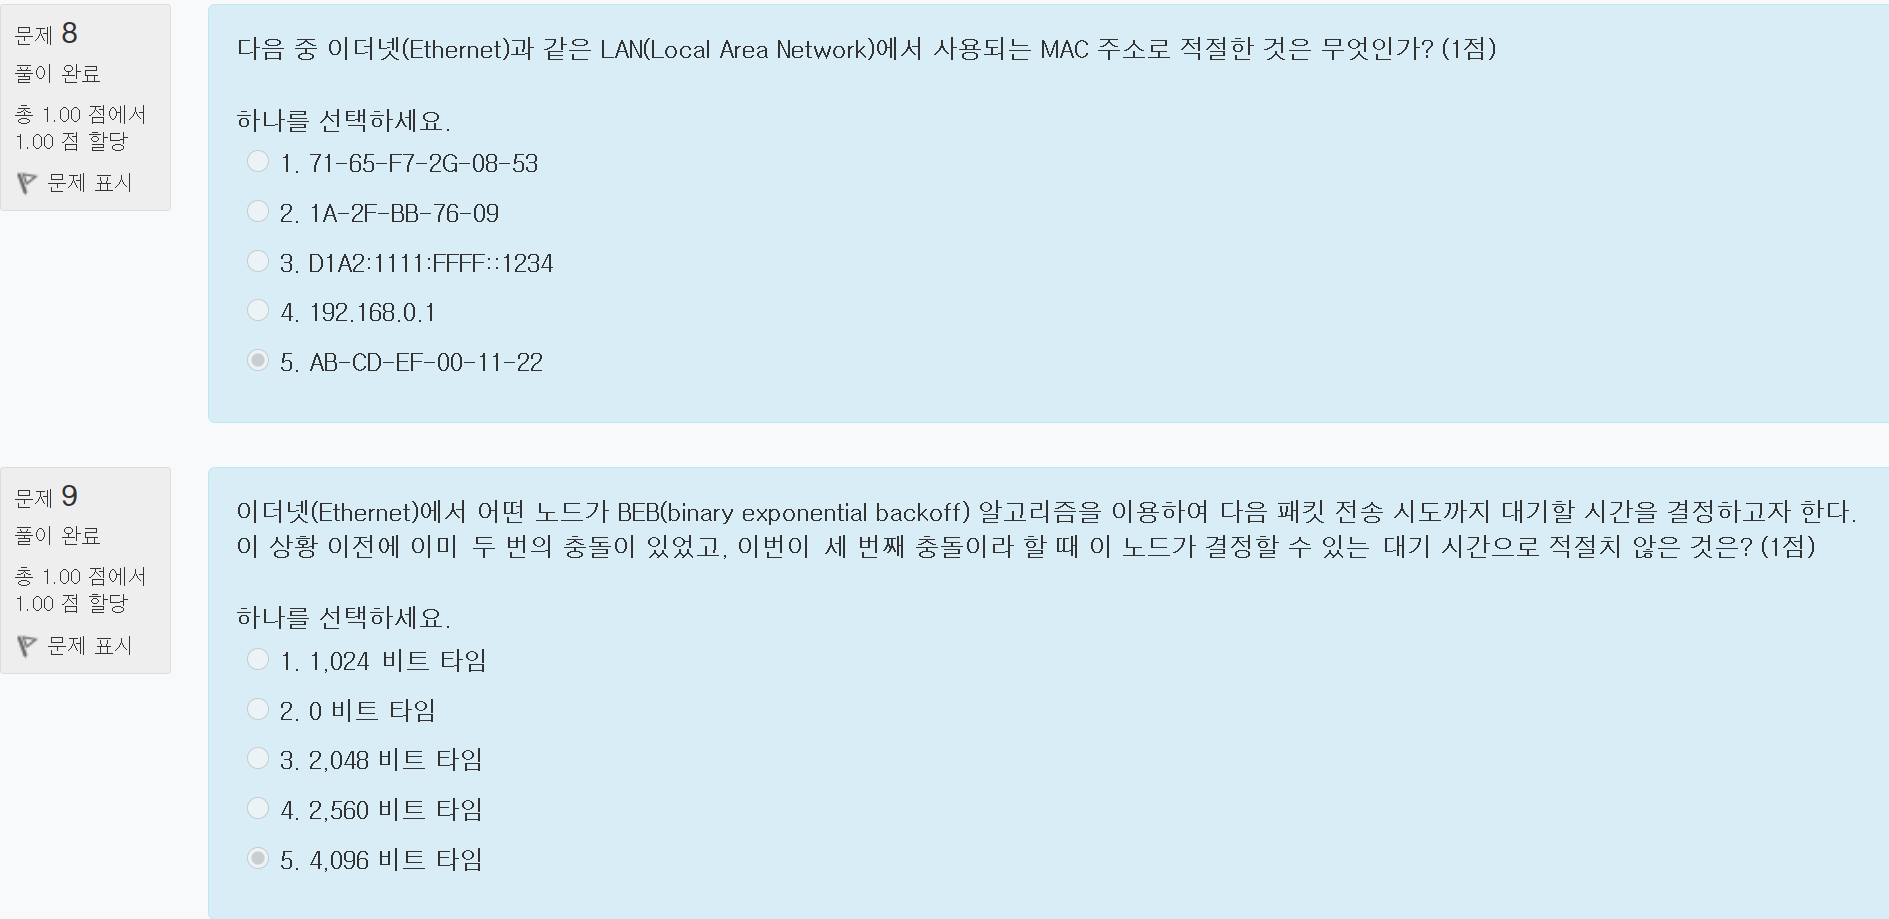 문제 8
풀이 완료
총 1.00 점에서
1.00 점 할당
문제 표시
다음 중 이더넷(Ethernet)과 같은 LAN(Local Area Network)에서 사용되는 MAC 주소로 적절한 것은 무엇인가? (1점)
하나를 선택하세요.
1. 71-65-F7-2G-08-53
2. 1A-2F-BB-76-09
3. D1A2:1111:FFFF::1234
4. 192.168.0.1
5. AB-CD-EF-00-11-22
문제 9
풀이 완료
총 1.00 점에서
1.00 점 할당
문제 표시
이더넷(Ethernet)에서 어떤 노드가 BEB(binary exponential backoff) 알고리즘을 이용하여 다음 패킷 전송 시도까지 대기할 시간을 결정하고자 한다.
이 상황 이전에 이미 두 번의 충돌이 있었고, 이번이 세 번째 충돌이라 할 때 이 노드가 결정할 수 있는 대기 시간으로 적절치 않은 것은? (1점)
하나를 선택하세요.
1. 1,024 비트 타임
2. 0 비트 타임
3. 2,048 비트 타임
4. 2,560 비트 타임
5. 4,096 비트 타임